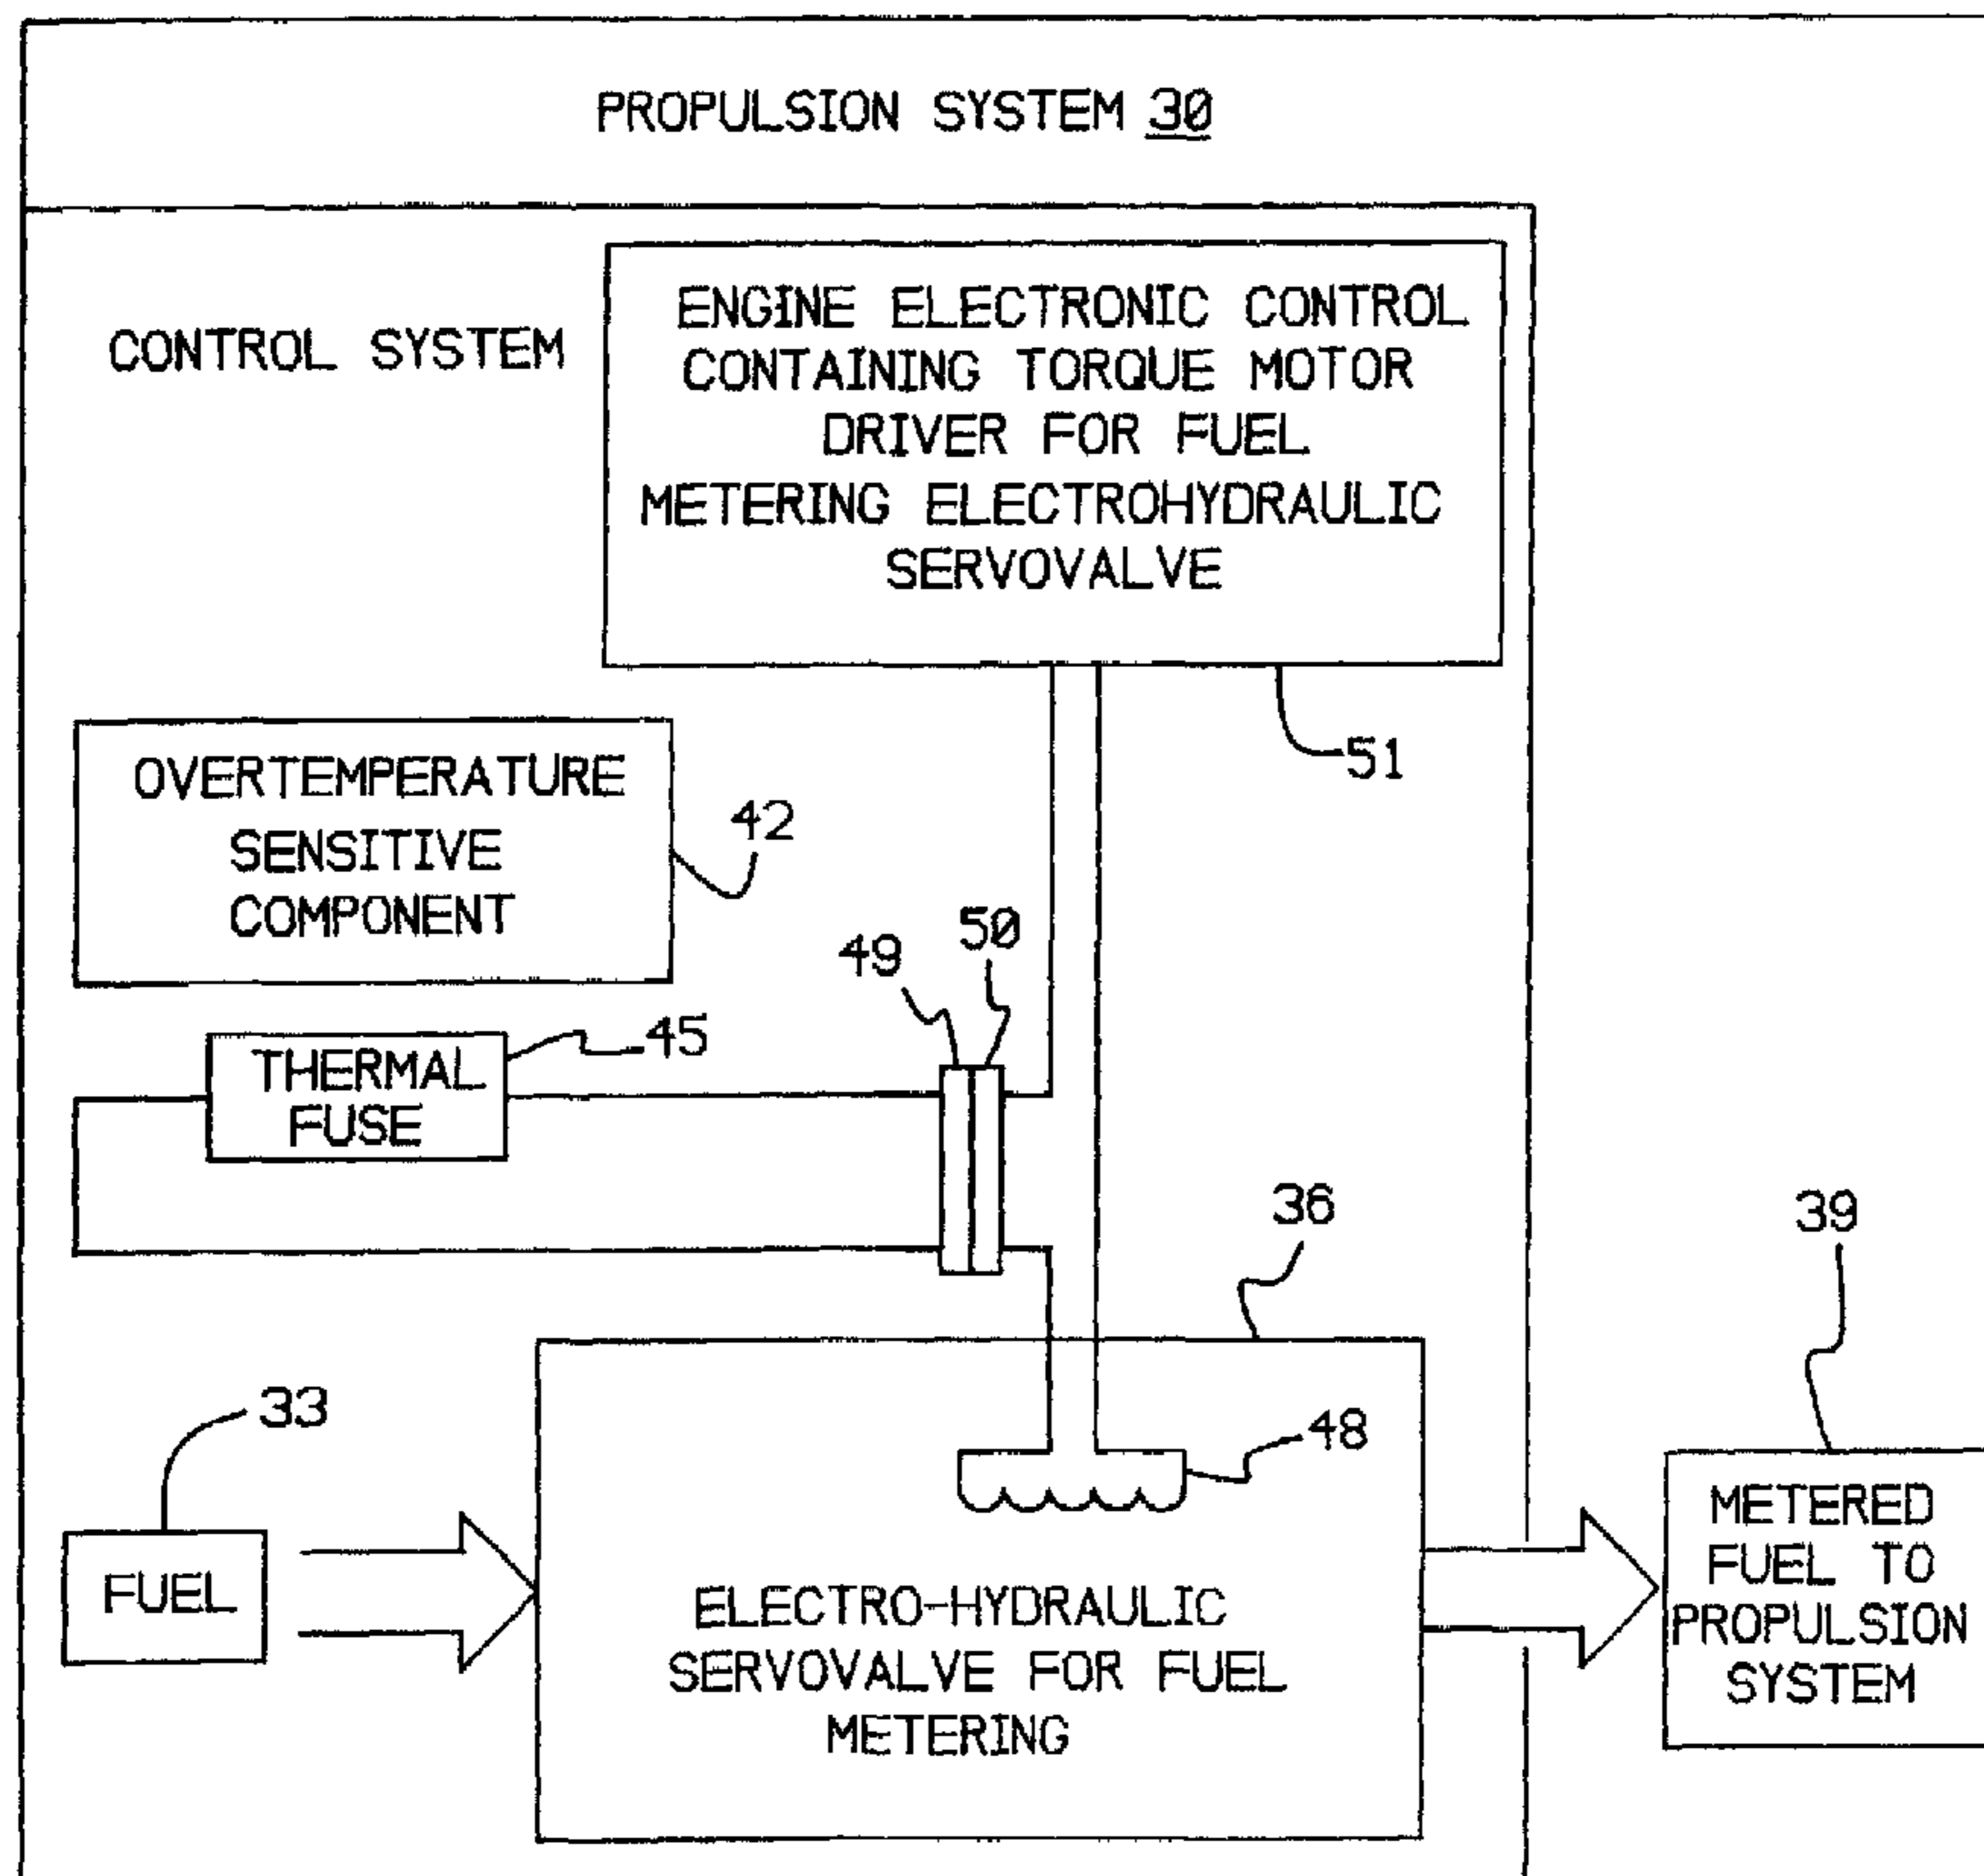 PROPULSION SYSTEM 30
CONTROL SYSTEM
ENGINE ELECTRONIC CONTROL
CONTAINING TORQUE MOTOR
DRIVER FOR FUEL
METERING ELECTROHYDRAULIC
SERVOVALVE
51
OVERTEMPERATURE
SENSITIVE
COMPONENT
42
49
50
THERMAL
FUSE
45
36
39
33
FUEL
48
ELECTRO-HYDRAULIC
SERVOVALVE FOR FUEL
METERING
METERED
FUEL TO
PROPULSION
SYSTEM